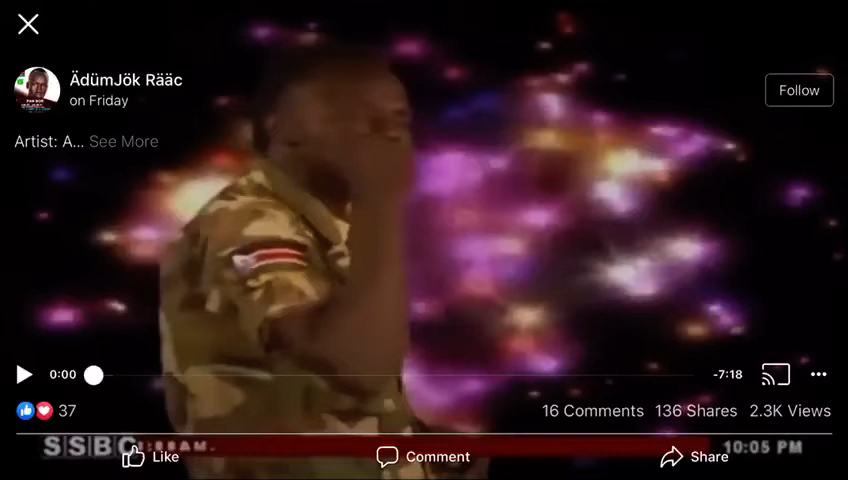 ÄdümJök Rääc
on Friday
Follow
Artist: A... See More
0:00
-7:18
37
16 Comments 136 Shares 2.3K Views
SSBC
10:05 PM
Like
Comment
Share